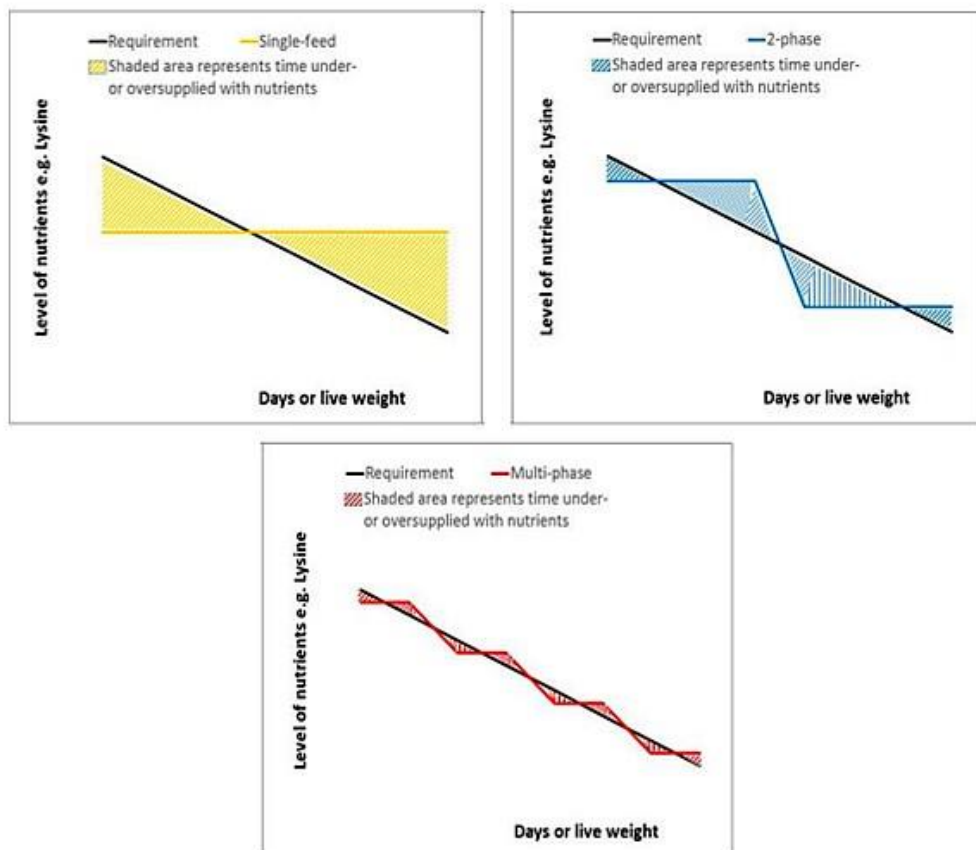 Requirement Single-feed
Shaded area represents time under-
or oversupplied with nutrients
Level of nutrients e.g. Lysine
Days or live weight
Requirement 2-phase
Shaded area represents time under-
or oversupplied with nutrients
Level of nutrients e.g. Lysine
Days or live weight
Requirement Multi-phase
Shaded area represents time under-
or oversupplied with nutrients
Level of nutrients e.g. Lysine
Days or live weight